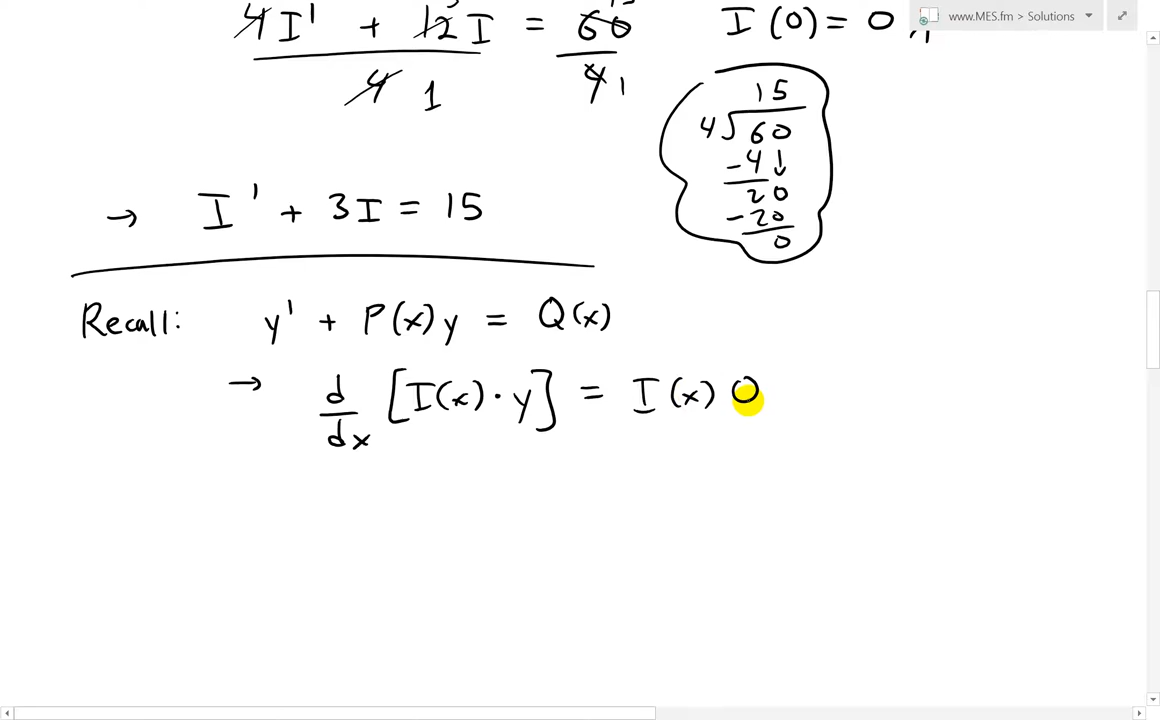 4I' + 12I = 60 I(0) = 0 A
www.MES.fm > Solutions
4 1 4 1
15
4 60
-4↓
20
-20
0
→ I' + 3I = 15
Recall: y' + P(x)y = Q(x)
→ d/dx [I(x)·y] = I(x) O